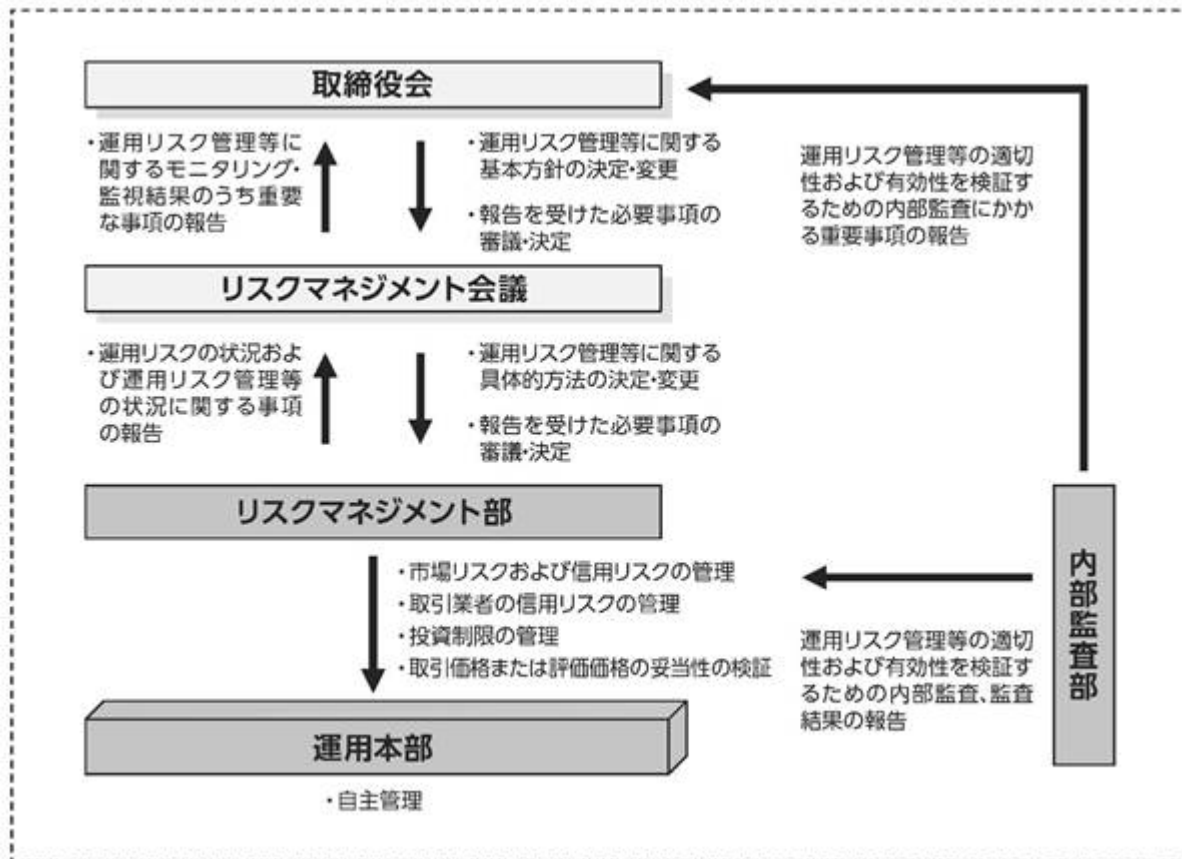 取締役会
・運用リスク管理等に
関するモニタリング・
監視結果のうち重要
な事項の報告
・運用リスク管理等に関する
基本方針の決定・変更
・報告を受けた必要事項の
審議・決定
運用リスク管理等の適切
性および有効性を検証す
るための内部監査にかか
る重要事項の報告
リスクマネジメント会議
・運用リスクの状況およ
び運用リスク管理等
の状況に関する事項
の報告
・運用リスク管理等に関する
具体的方法の決定・変更
・報告を受けた必要事項の
審議・決定
リスクマネジメント部
・市場リスクおよび信用リスクの管理
・取引業者の信用リスクの管理
・投資制限の管理
・取引価格または評価価格の妥当性の検証
内部監査部
運用リスク管理等の適切
性および有効性を検証す
るための内部監査、監査
結果の報告
運用本部
・自主管理